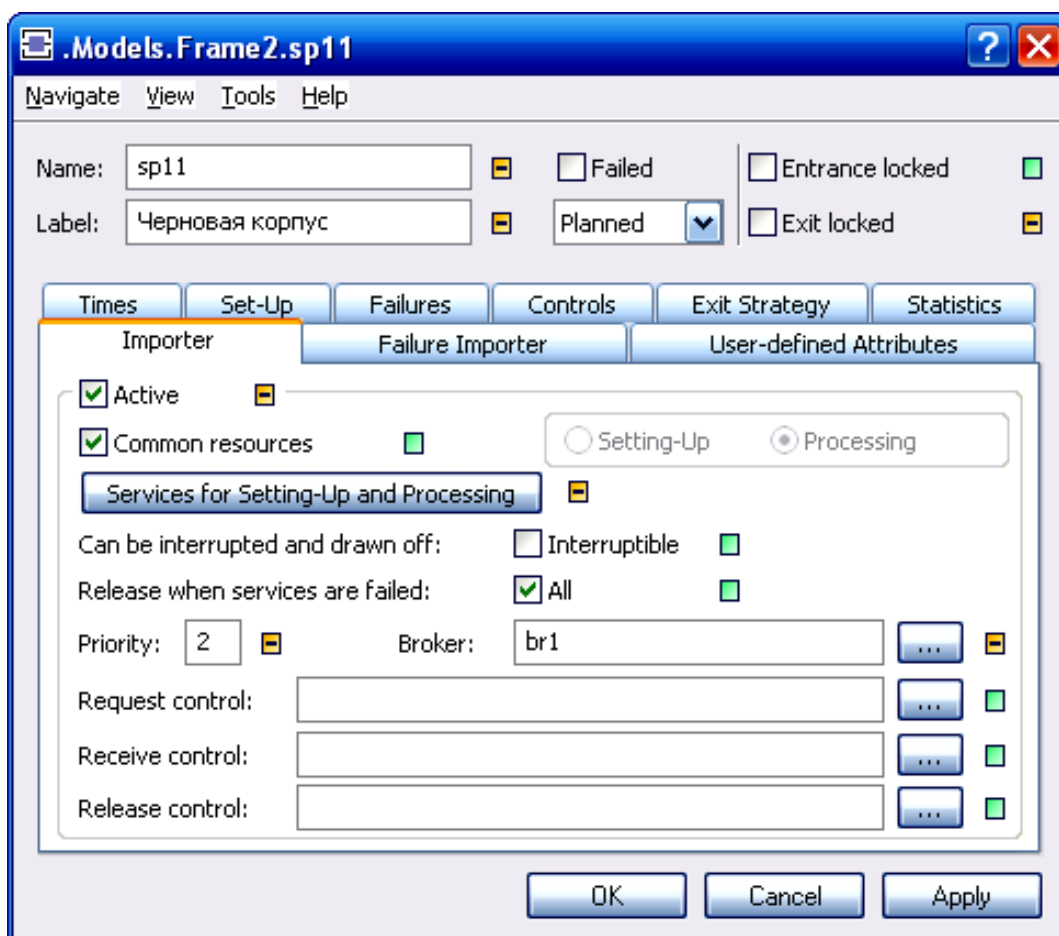 .Models.Frame2.sp11
Navigate View Tools Help
Name: sp11 Failed Entrance locked
Label: Черновая корпус Planned Exit locked
Times Set-Up Failures Controls Exit Strategy Statistics
Importer Failure Importer User-defined Attributes
Active
Common resources Setting-Up Processing
Services for Setting-Up and Processing
Can be interrupted and drawn off: Interruptible
Release when services are failed: All
Priority: 2 Broker: br1 ...
Request control: ...
Receive control: ...
Release control: ...
OK Cancel Apply